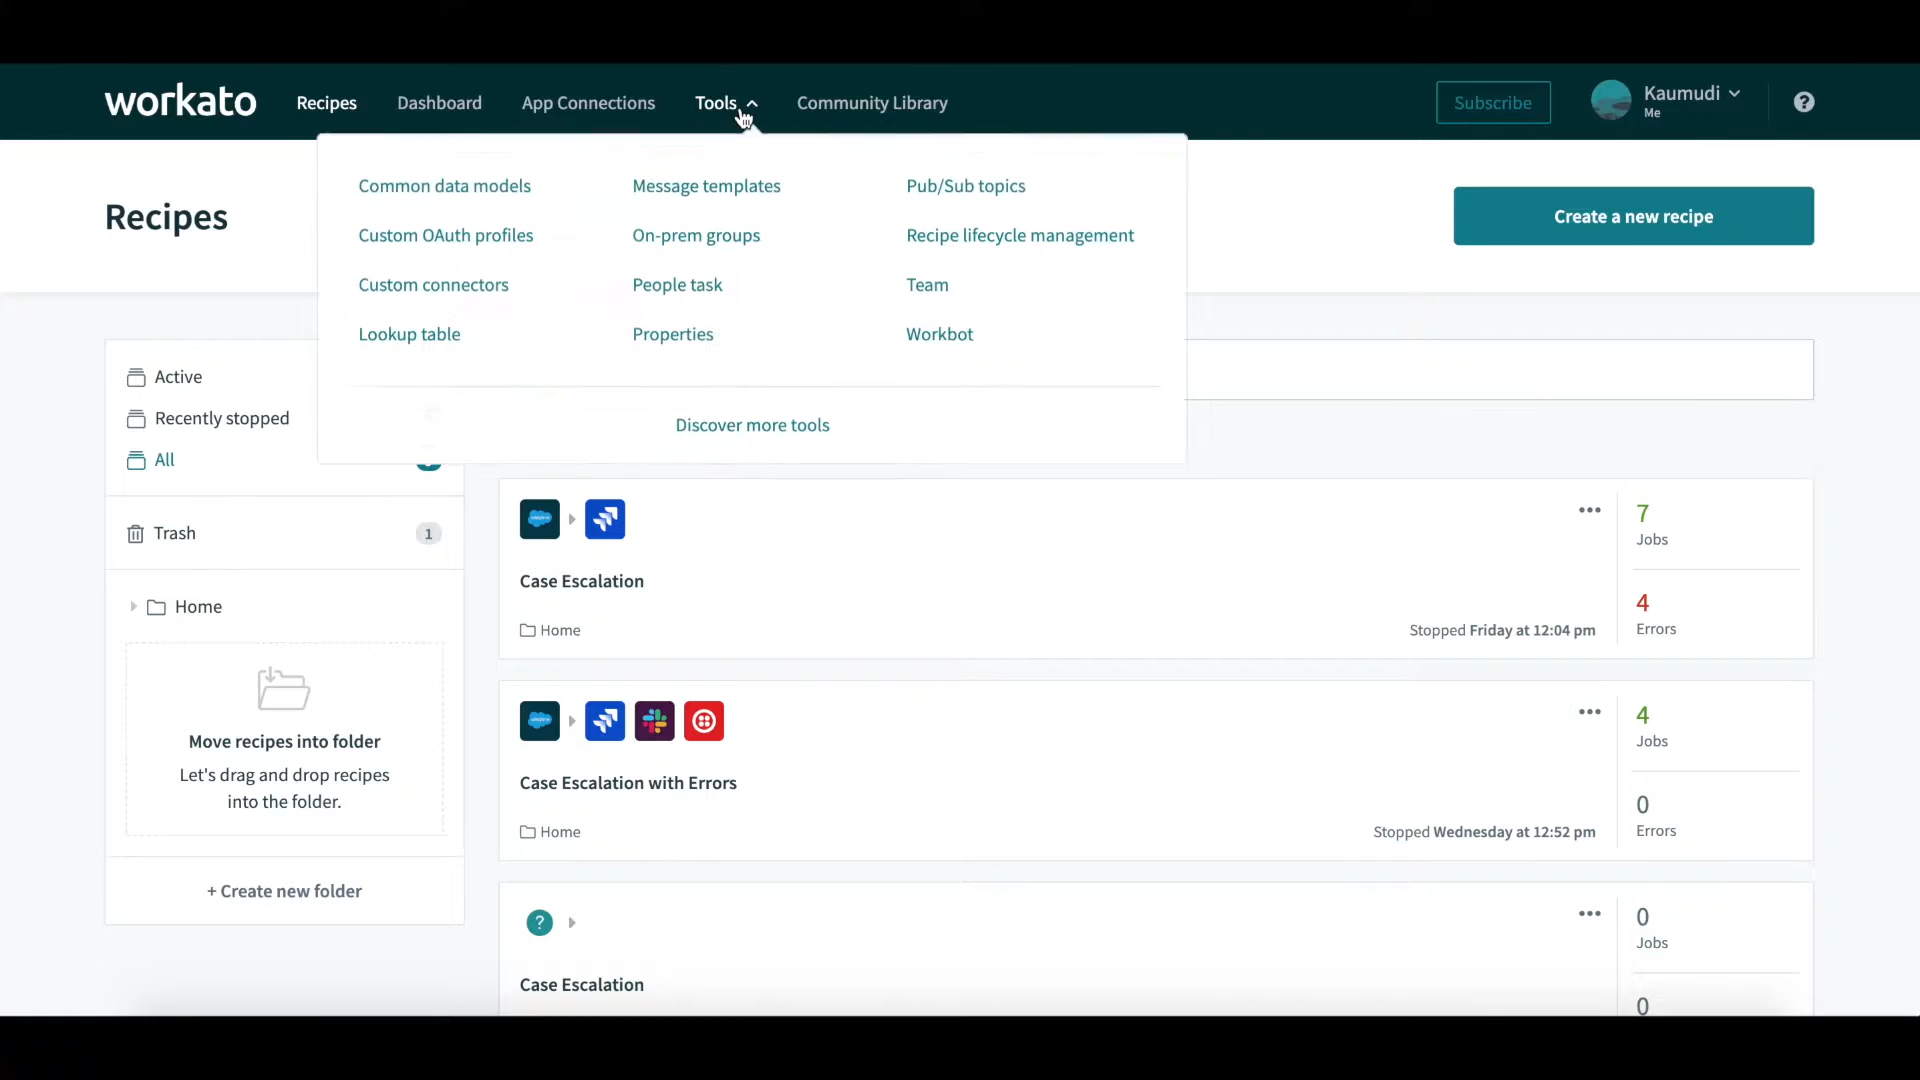 workato
Recipes
Dashboard
App Connections
Tools
Community Library
Subscribe
Kaumudi
Me
?
Common data models
Message templates
Pub/Sub topics
Custom OAuth profiles
On-prem groups
Recipe lifecycle management
Custom connectors
People task
Team
Lookup table
Properties
Workbot
Discover more tools
Recipes
Create a new recipe
Active
Recently stopped
All
Trash
1
Home
Move recipes into folder
Let's drag and drop recipes
into the folder.
+ Create new folder
Case Escalation
Home
Stopped Friday at 12:04 pm
7
Jobs
4
Errors
Case Escalation with Errors
Home
Stopped Wednesday at 12:52 pm
4
Jobs
0
Errors
?
Case Escalation
0
Jobs
0